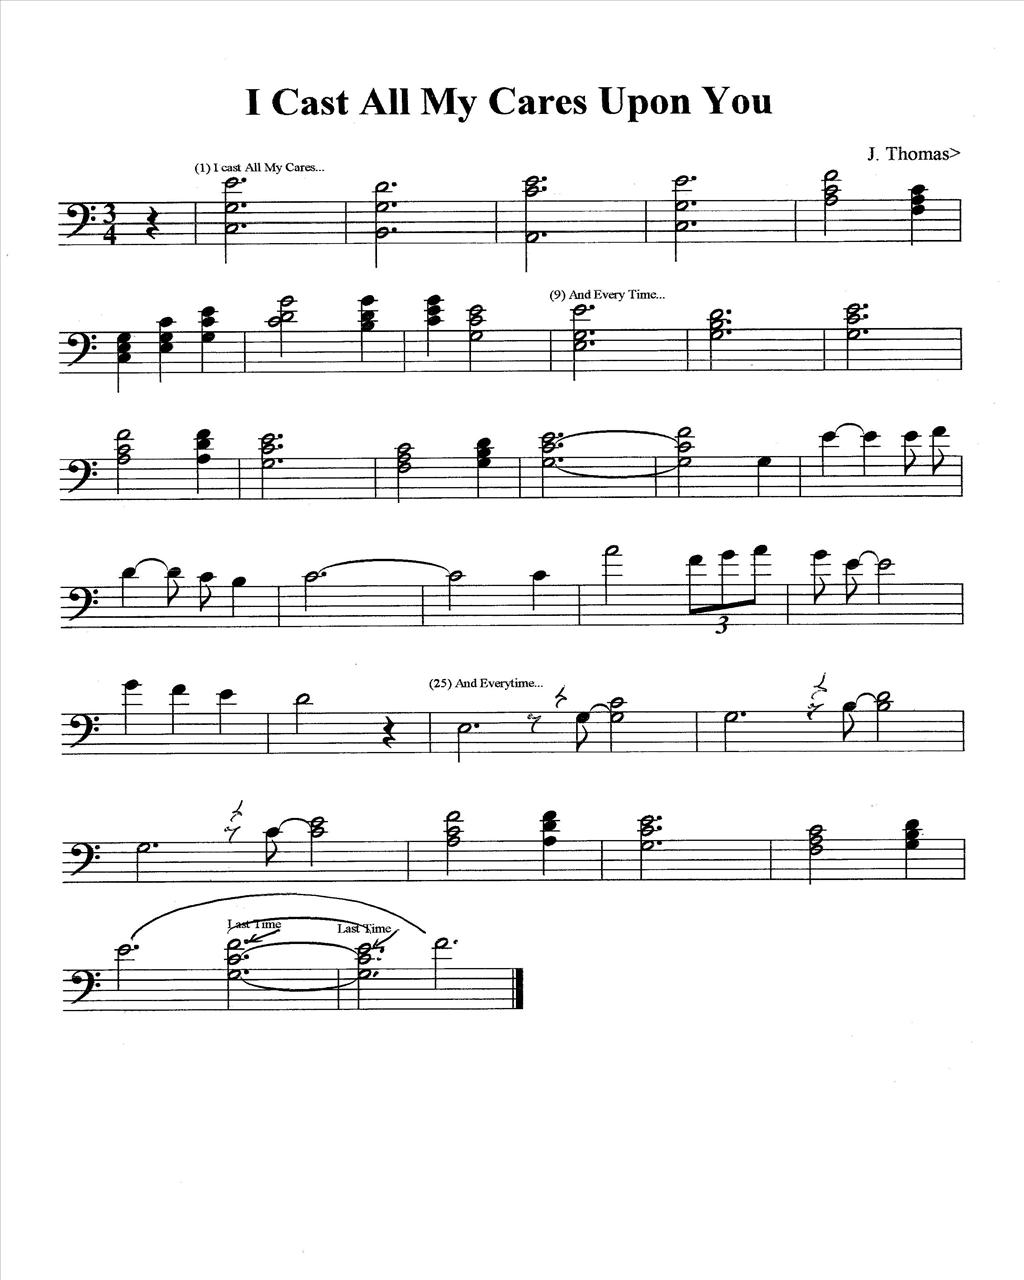 I Cast All My Cares Upon You
J. Thomas>
(1) I cast All My Cares...
3
4
(9) And Every Time...
3
(25) And Everytime...
Last Time
Last Time